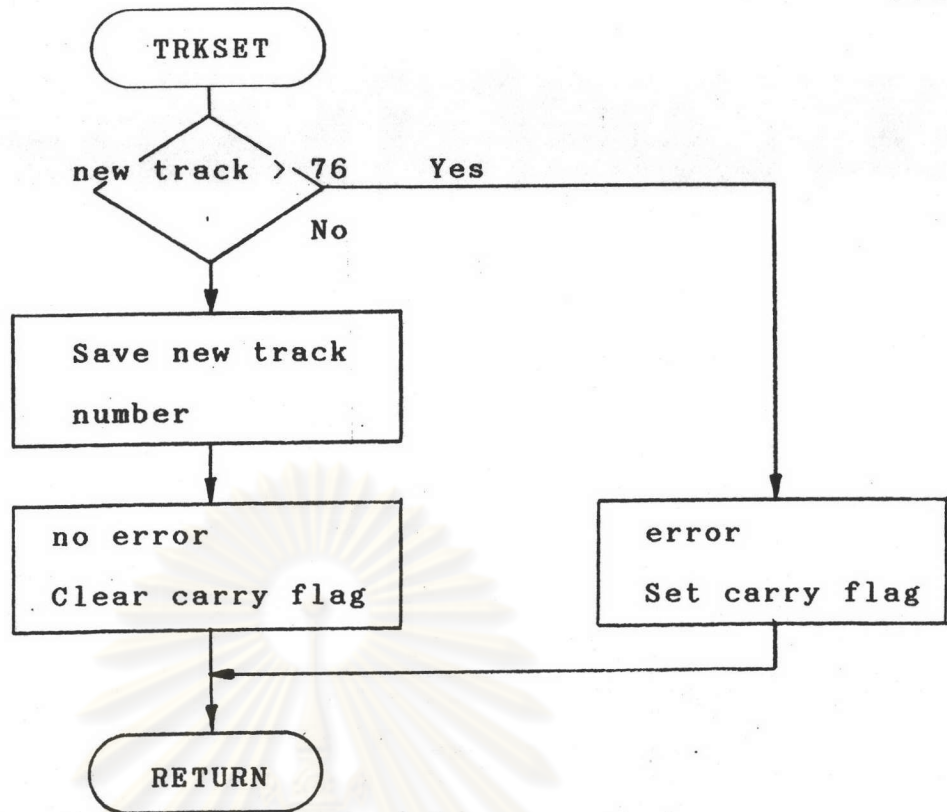 TRKSET
new track > 76 Yes
No
Save new track
number
no error
Clear carry flag
error
Set carry flag
RETURN